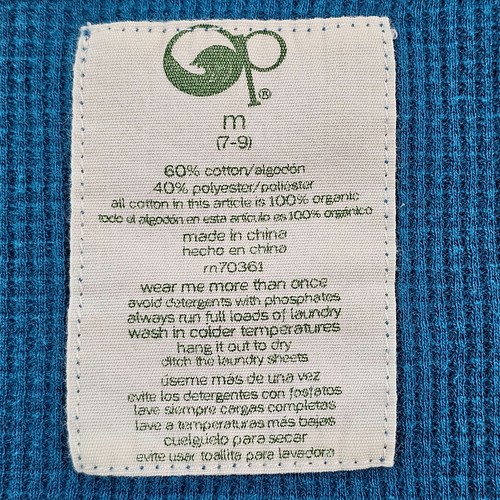 op®
m
(7-9)
60% cotton/algodón
40% polyester/poliéster
all cotton in this article is 100% organic
todo el algodón en esta artículo es 100% orgánico
made in china
hecho en china
rn70361
wear me more than once
avoid detergents with phosphates
always run full loads of laundry
wash in colder temperatures
hang it out to dry
ditch the laundry sheets
úseme más de una vez
evite los detergentes con fosfatos
lave siempre cargas completas
lave a temperaturas más bajas
cuelguelo para secar
evite usar toallita para lavadora